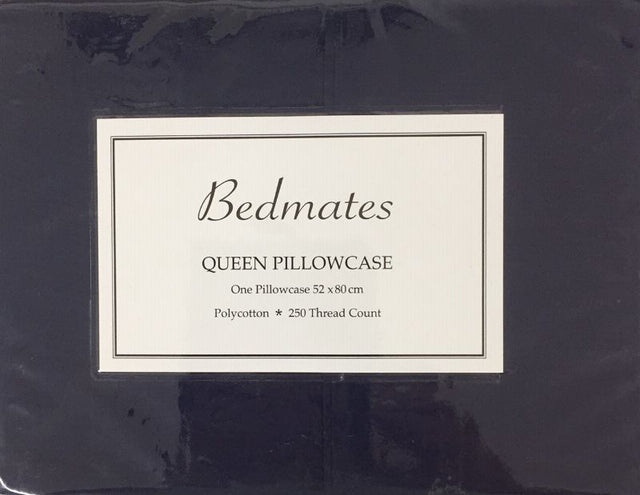 Bedmates
QUEEN PILLOWCASE
One Pillowcase 52 x 80 cm
Polycotton * 250 Thread Count